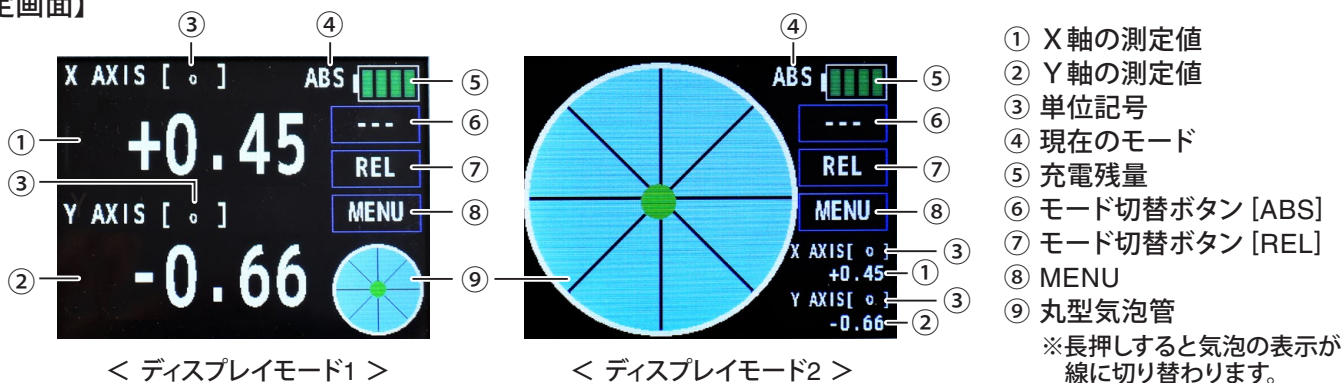 定画面】
③ ④ ④
X AXIS [ ° ] ABS
⑤
---
⑥
① +0.45
REL
⑦
③
Y AXIS [ ° ]
MENU
⑧
② -0.66
⑨
< ディスプレイモード1 >
ABS
⑤
---
⑥
REL
⑦
MENU
⑧
X AXIS[ ° ] ③
+0.45 ①
Y AXIS[ ° ] ③
-0.66 ②
< ディスプレイモード2 >
① X軸の測定値
② Y軸の測定値
③ 単位記号
④ 現在のモード
⑤ 充電残量
⑥ モード切替ボタン [ABS]
⑦ モード切替ボタン [REL]
⑧ MENU
⑨ 丸型気泡管
※長押しすると気泡の表示が
線に切り替わります。